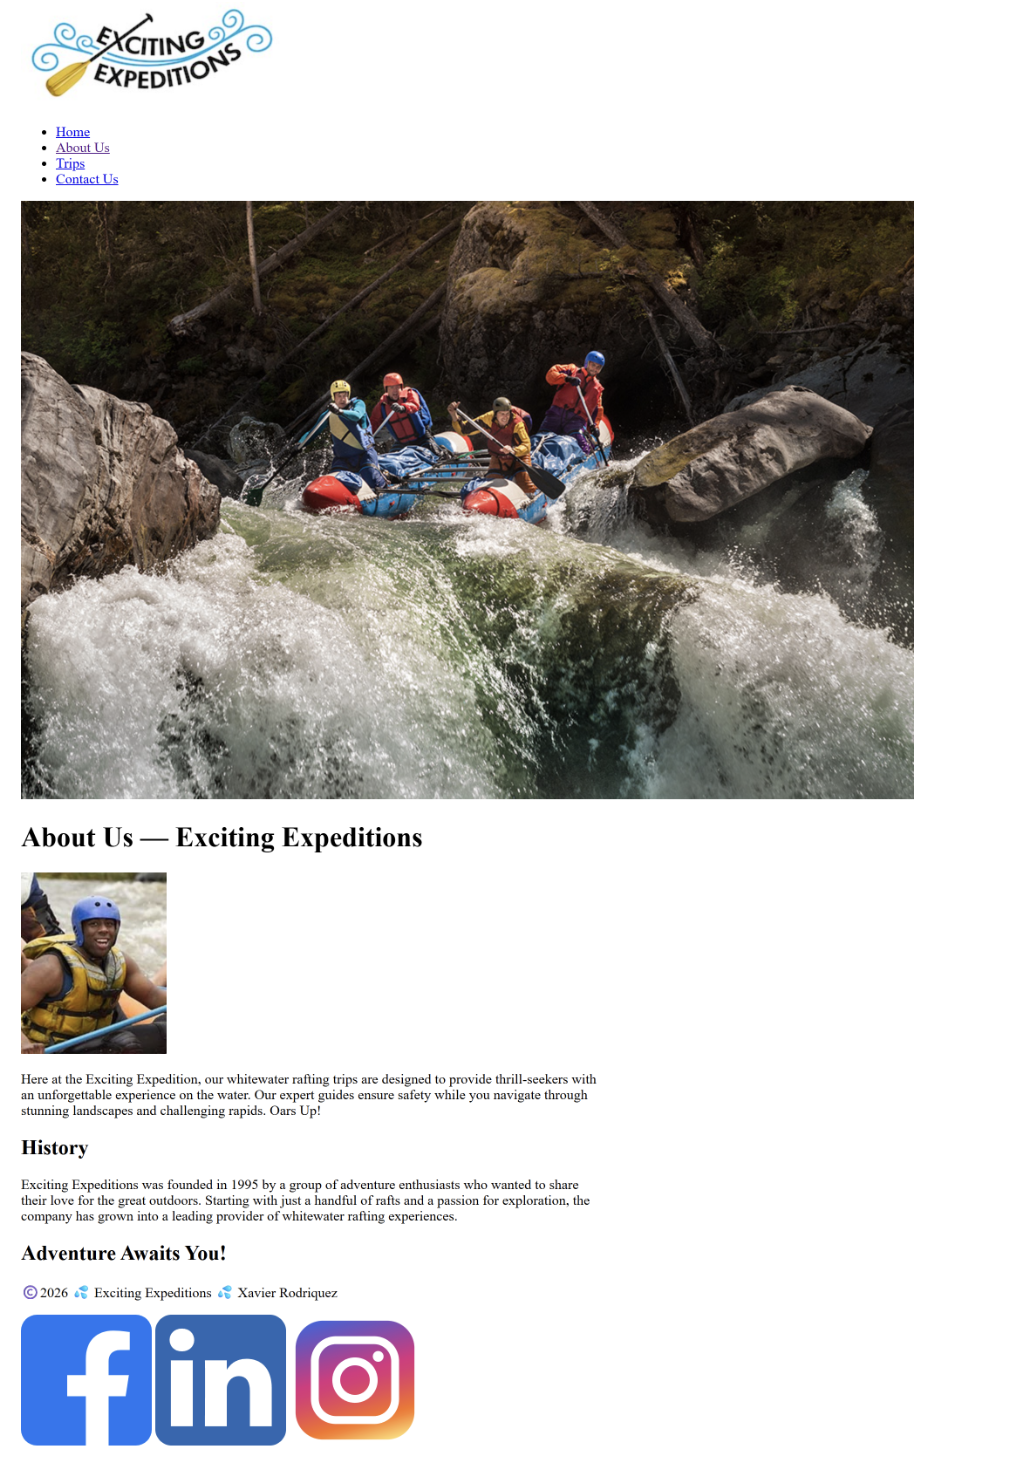 EXCITING
EXPEDITIONS
Home
About Us
Trips
Contact Us
About Us — Exciting Expeditions
Here at the Exciting Expedition, our whitewater rafting trips are designed to provide thrill-seekers with
an unforgettable experience on the water. Our expert guides ensure safety while you navigate through
stunning landscapes and challenging rapids. Oars Up!
History
Exciting Expeditions was founded in 1995 by a group of adventure enthusiasts who wanted to share
their love for the great outdoors. Starting with just a handful of rafts and a passion for exploration, the
company has grown into a leading provider of whitewater rafting experiences.
Adventure Awaits You!
©️2026 💦 Exciting Expeditions 💦 Xavier Rodriquez
f in